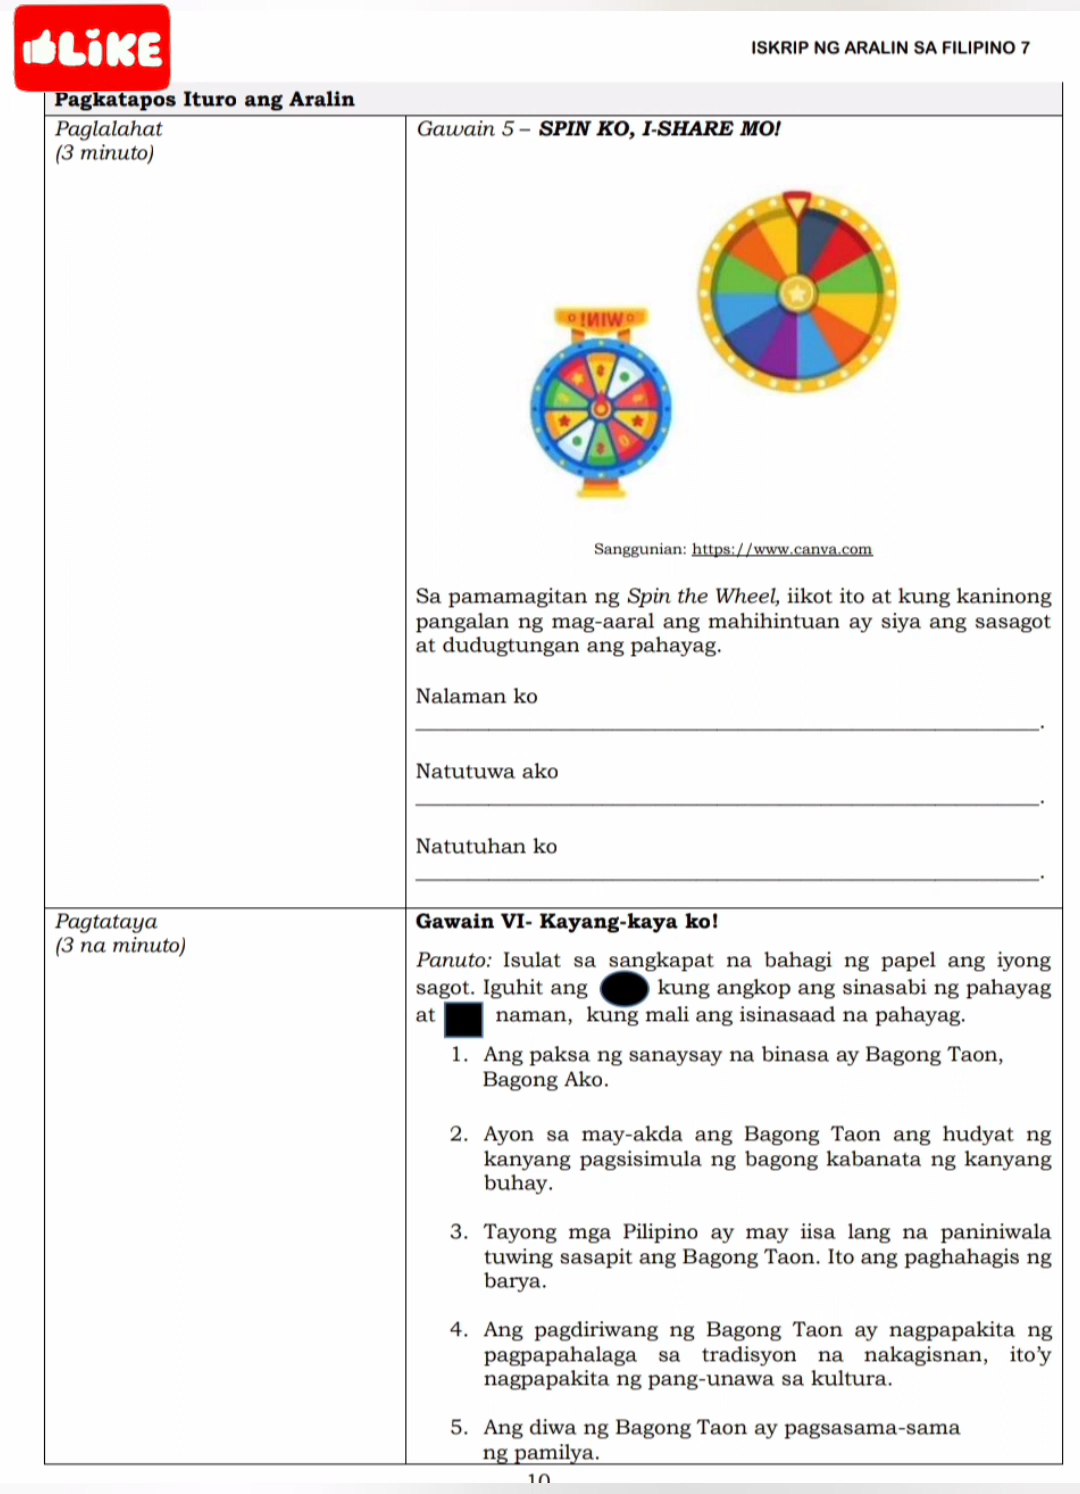 LiKE
ISKRIP NG ARALIN SA FILIPINO 7
Pagkatapos Ituro ang Aralin
Paglalahat
(3 minuto)
Gawain 5 – SPIN KO, I-SHARE MO!
WIN!
Sanggunian: https://www.canva.com
Sa pamamagitan ng Spin the Wheel, iikot ito at kung kaninong
pangalan ng mag-aaral ang mahihintuan ay siya ang sasagot
at dudugtungan ang pahayag.
Nalaman ko
.
Natutuwa ako
.
Natutuhan ko
.
Pagtataya
(3 na minuto)
Gawain VI- Kayang-kaya ko!
Panuto: Isulat sa sangkapat na bahagi ng papel ang iyong
sagot. Iguhit ang kung angkop ang sinasabi ng pahayag
at naman, kung mali ang isinasaad na pahayag.
1. Ang paksa ng sanaysay na binasa ay Bagong Taon,
Bagong Ako.
2. Ayon sa may-akda ang Bagong Taon ang hudyat ng
kanyang pagsisimula ng bagong kabanata ng kanyang
buhay.
3. Tayong mga Pilipino ay may iisa lang na paniniwala
tuwing sasapit ang Bagong Taon. Ito ang paghahagis ng
barya.
4. Ang pagdiriwang ng Bagong Taon ay nagpapakita ng
pagpapahalaga sa tradisyon na nakagisnan, ito'y
nagpapakita ng pang-unawa sa kultura.
5. Ang diwa ng Bagong Taon ay pagsasama-sama
ng pamilya.
10